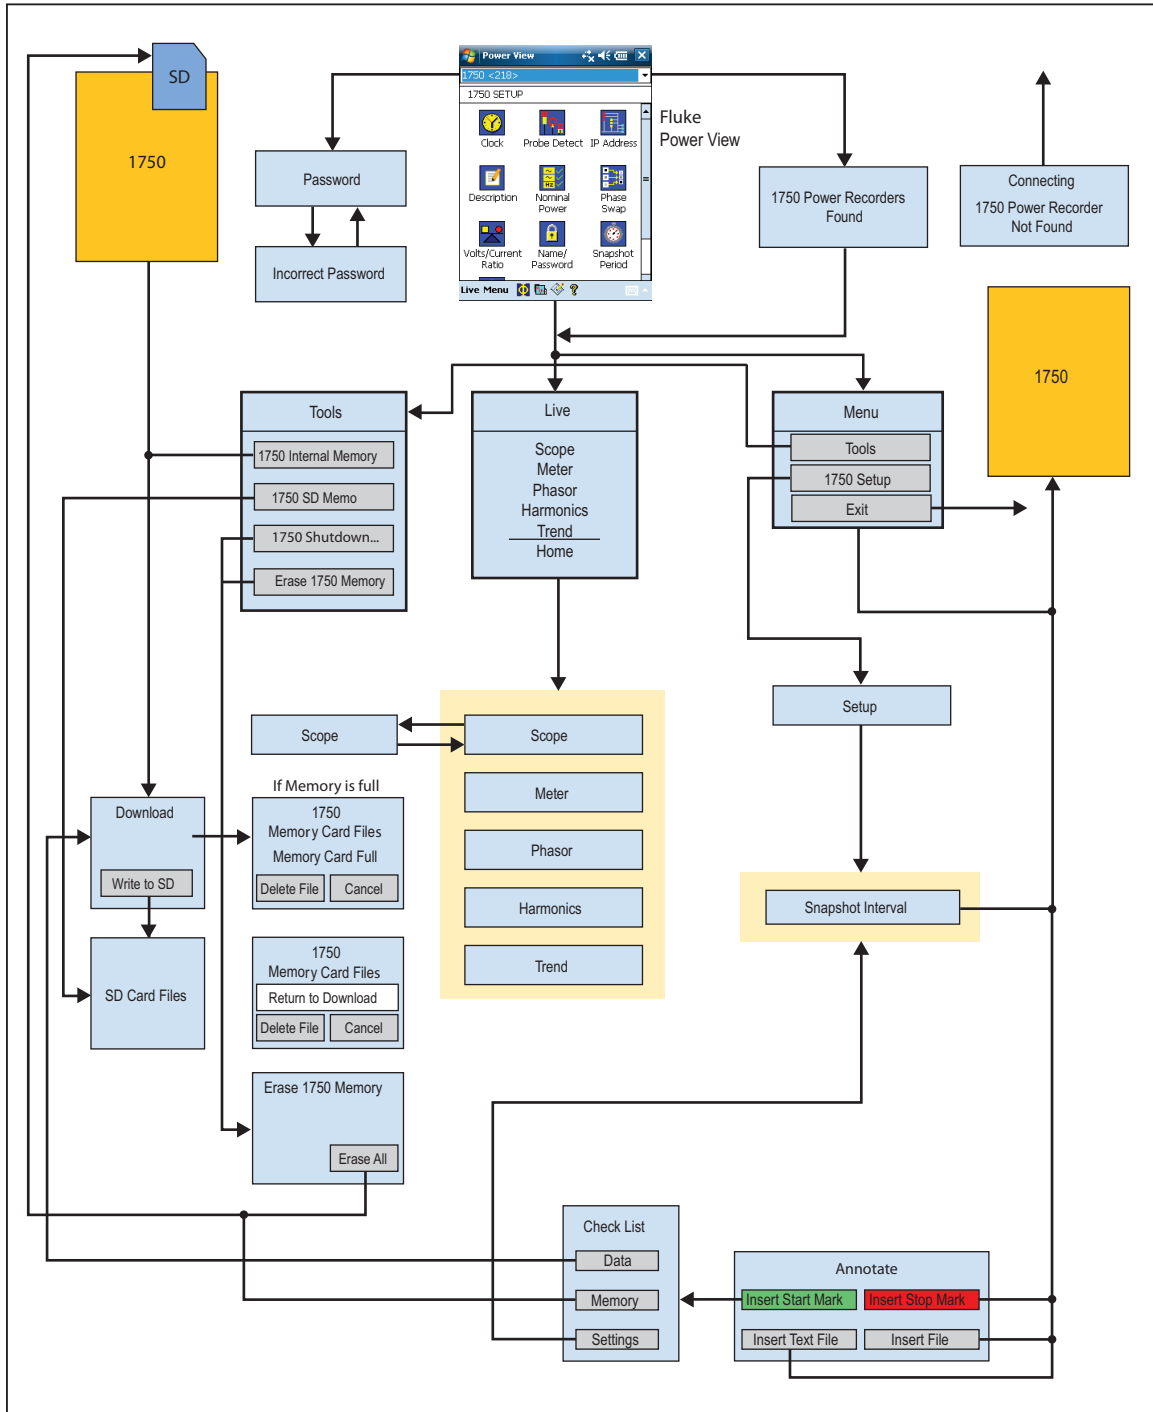 SD
1750
Power View
1750 <218>
1750 SETUP
Clock
Probe Detect
IP Address
Description
Nominal
Power
Phase
Swap
Volts/Current
Ratio
Name/
Password
Snapshot
Period
Live Menu
Fluke
Power View
Password
Incorrect Password
1750 Power Recorders
Found
Connecting
1750 Power Recorder
Not Found
1750
Tools
1750 Internal Memory
1750 SD Memo
1750 Shutdown...
Erase 1750 Memory
Live
Scope
Meter
Phasor
Harmonics
Trend
Home
Menu
Tools
1750 Setup
Exit
Setup
Scope
Scope
Meter
Phasor
Harmonics
Trend
If Memory is full
Download
Write to SD
1750
Memory Card Files
Memory Card Full
Delete File
Cancel
SD Card Files
1750
Memory Card Files
Return to Download
Delete File
Cancel
Snapshot Interval
Erase 1750 Memory
Erase All
Check List
Data
Memory
Settings
Annotate
Insert Start Mark
Insert Stop Mark
Insert Text File
Insert File